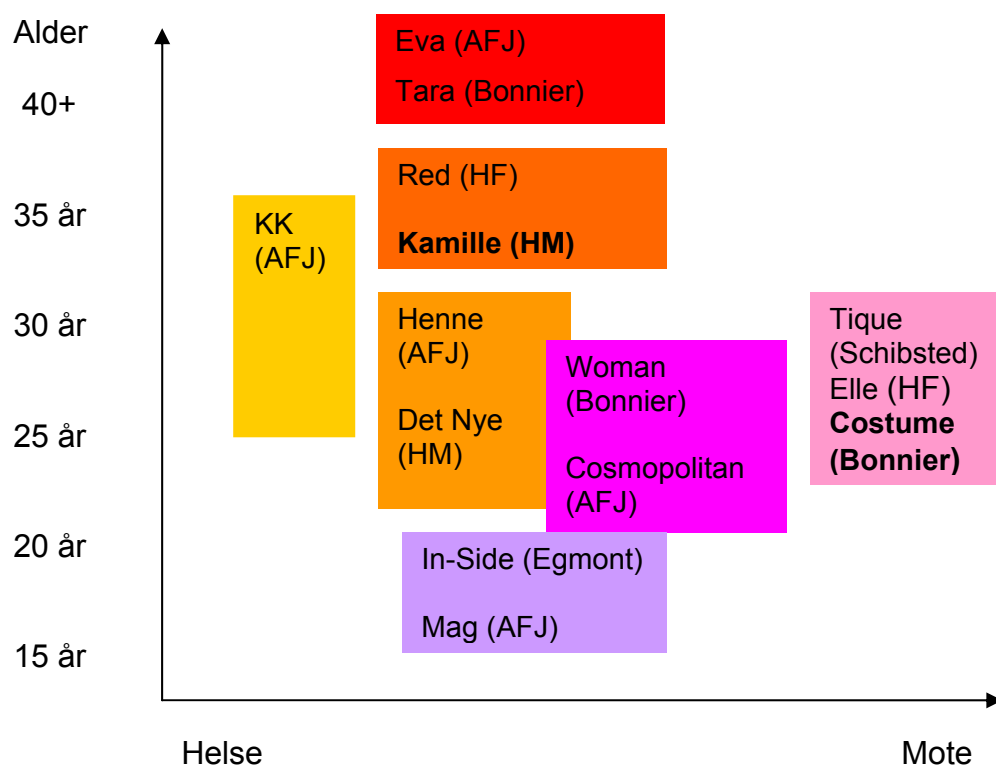 Alder
40+
35 år
30 år
25 år
20 år
15 år
Eva (AFJ)
Tara (Bonnier)
Red (HF)
Kamille (HM)
KK
(AFJ)
Henne
(AFJ)
Det Nye
(HM)
Woman
(Bonnier)
Cosmopolitan
(AFJ)
Tique
(Schibsted)
Elle (HF)
Costume
(Bonnier)
In-Side (Egmont)
Mag (AFJ)
Helse
Mote